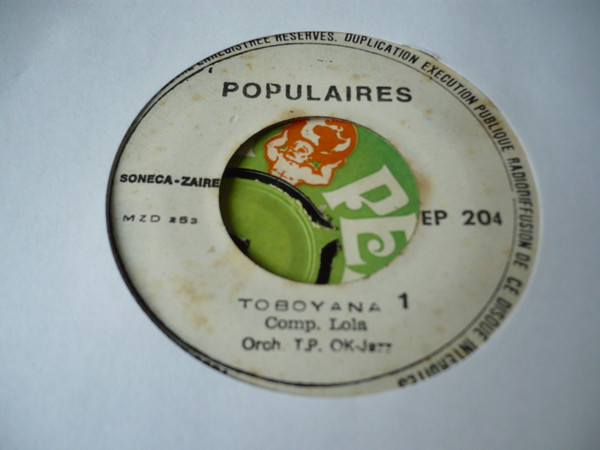 ENREGISTREE RESERVES. DUPLICATION EXECUTION PUBLIQUE RADIODIFFUSION DE CE DISQUE INTERDITES
POPULAIRES
SONECA-ZAIRE
MZD 253
EP 204
TOBOYANA 1
Comp. Lola
Orch. T.P. OK-Jazz
PE